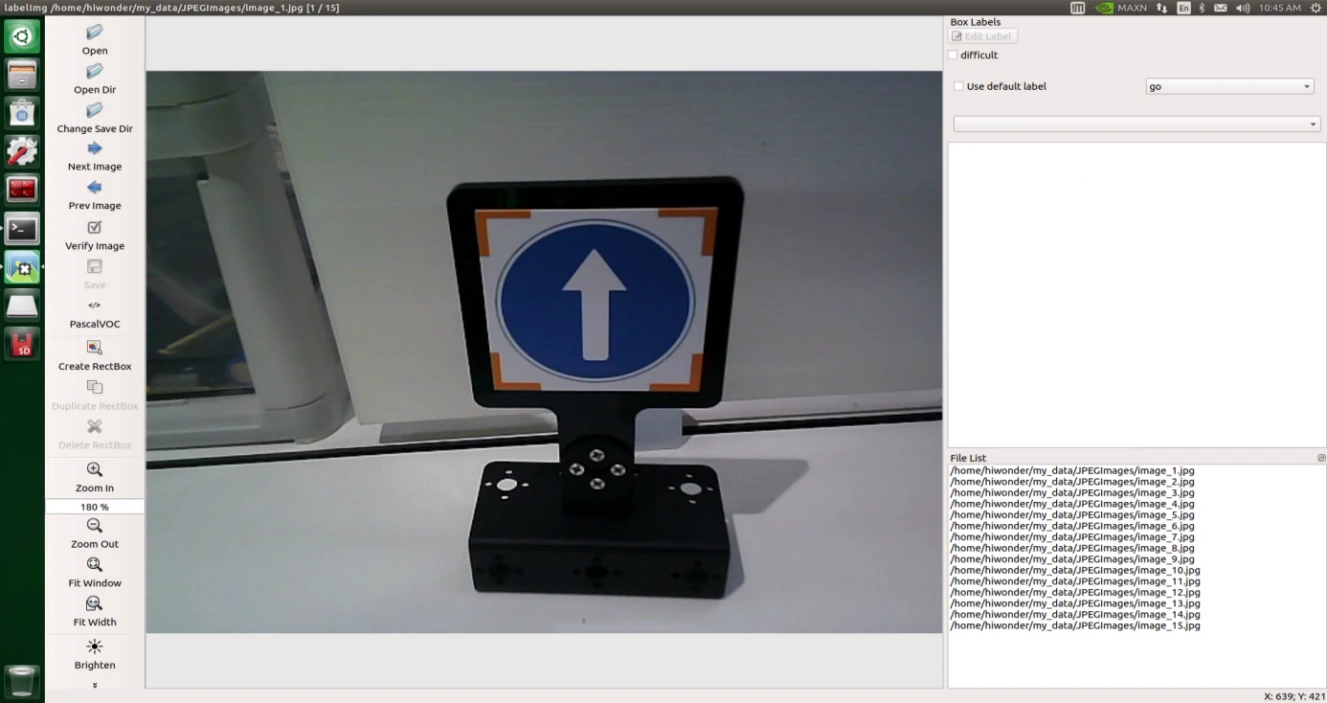 labelImg /home/hiwonder/my_data/JPEGImages/image_1.jpg [1 / 15]
MAXN En 10:45 AM
Open
Open Dir
Change Save Dir
Next Image
Prev Image
Verify Image
Save
</>
PascalVOC
Create RectBox
Duplicate RectBox
Delete RectBox
Zoom In
180 %
Zoom Out
Fit Window
Fit Width
Brighten
SD
Box Labels
Edit Label
difficult
Use default label
go
File List
/home/hiwonder/my_data/JPEGImages/image_1.jpg
/home/hiwonder/my_data/JPEGImages/image_2.jpg
/home/hiwonder/my_data/JPEGImages/image_3.jpg
/home/hiwonder/my_data/JPEGImages/image_4.jpg
/home/hiwonder/my_data/JPEGImages/image_5.jpg
/home/hiwonder/my_data/JPEGImages/image_6.jpg
/home/hiwonder/my_data/JPEGImages/image_7.jpg
/home/hiwonder/my_data/JPEGImages/image_8.jpg
/home/hiwonder/my_data/JPEGImages/image_9.jpg
/home/hiwonder/my_data/JPEGImages/image_10.jpg
/home/hiwonder/my_data/JPEGImages/image_11.jpg
/home/hiwonder/my_data/JPEGImages/image_12.jpg
/home/hiwonder/my_data/JPEGImages/image_13.jpg
/home/hiwonder/my_data/JPEGImages/image_14.jpg
/home/hiwonder/my_data/JPEGImages/image_15.jpg
X: 639; Y: 421